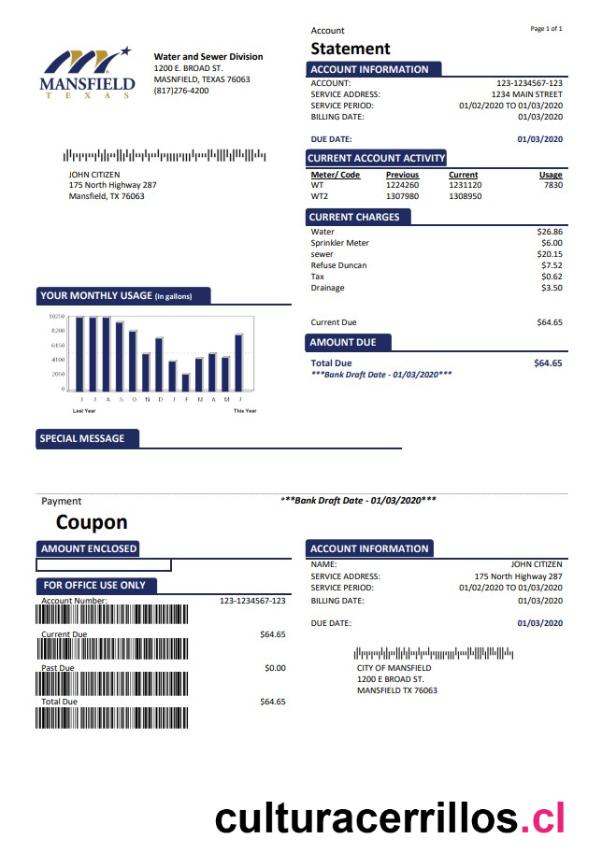 Account
Page 1 of 1
Statement
MANSFIELD
T E X A S
Water and Sewer Division
1200 E. BROAD ST.
MASNFIELD, TEXAS 76063
(817)276-4200
ACCOUNT INFORMATION
ACCOUNT: 123-1234567-123
SERVICE ADDRESS: 1234 MAIN STREET
SERVICE PERIOD: 01/02/2020 TO 01/03/2020
BILLING DATE: 01/03/2020
DUE DATE: 01/03/2020
JOHN CITIZEN
175 North Highway 287
Mansfield, TX 76063
CURRENT ACCOUNT ACTIVITY
Meter/ Code Previous Current Usage
WT 1224260 1231120 7830
WT2 1307980 1308950
CURRENT CHARGES
Water $26.86
Sprinkler Meter $6.00
sewer $20.15
Refuse Duncan $7.52
Tax $0.62
Drainage $3.50
Current Due $64.65
AMOUNT DUE
Total Due $64.65
***Bank Draft Date - 01/03/2020***
YOUR MONTHLY USAGE (In gallons)
10250
8200
6150
4100
2050
0
J J A S O N D J F M A M J
Last Year This Year
SPECIAL MESSAGE
Payment
***Bank Draft Date - 01/03/2020***
Coupon
AMOUNT ENCLOSED
FOR OFFICE USE ONLY
Account Number: 123-1234567-123
Current Due $64.65
Past Due $0.00
Total Due $64.65
ACCOUNT INFORMATION
NAME: JOHN CITIZEN
SERVICE ADDRESS: 175 North Highway 287
SERVICE PERIOD: 01/02/2020 TO 01/03/2020
BILLING DATE: 01/03/2020
DUE DATE: 01/03/2020
CITY OF MANSFIELD
1200 E BROAD ST.
MANSFIELD TX 76063
culturacerrillos.cl